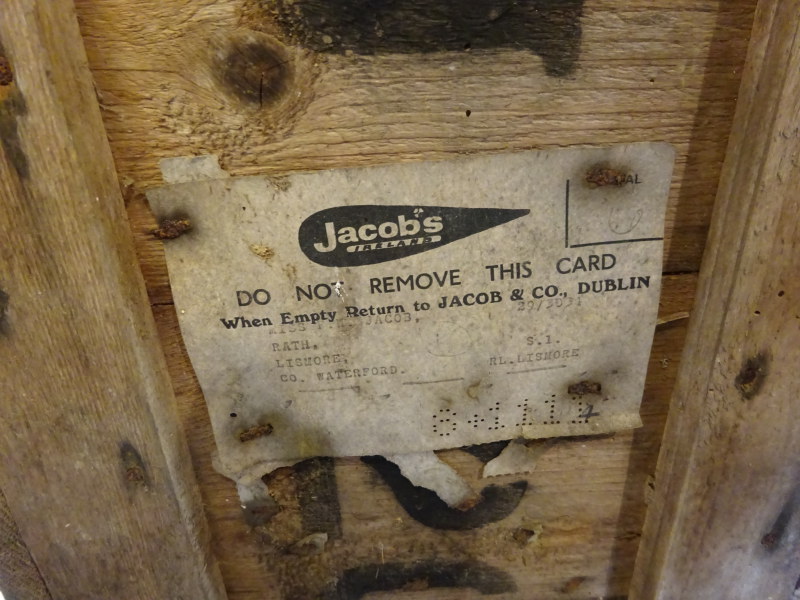 Jacob's
IRELAND
DO NOT REMOVE THIS CARD
When Empty Return to JACOB & CO., DUBLIN
JACOB,
RATH,
S.I.
LISMORE,
RL.LISMORE
CO. WATERFORD.